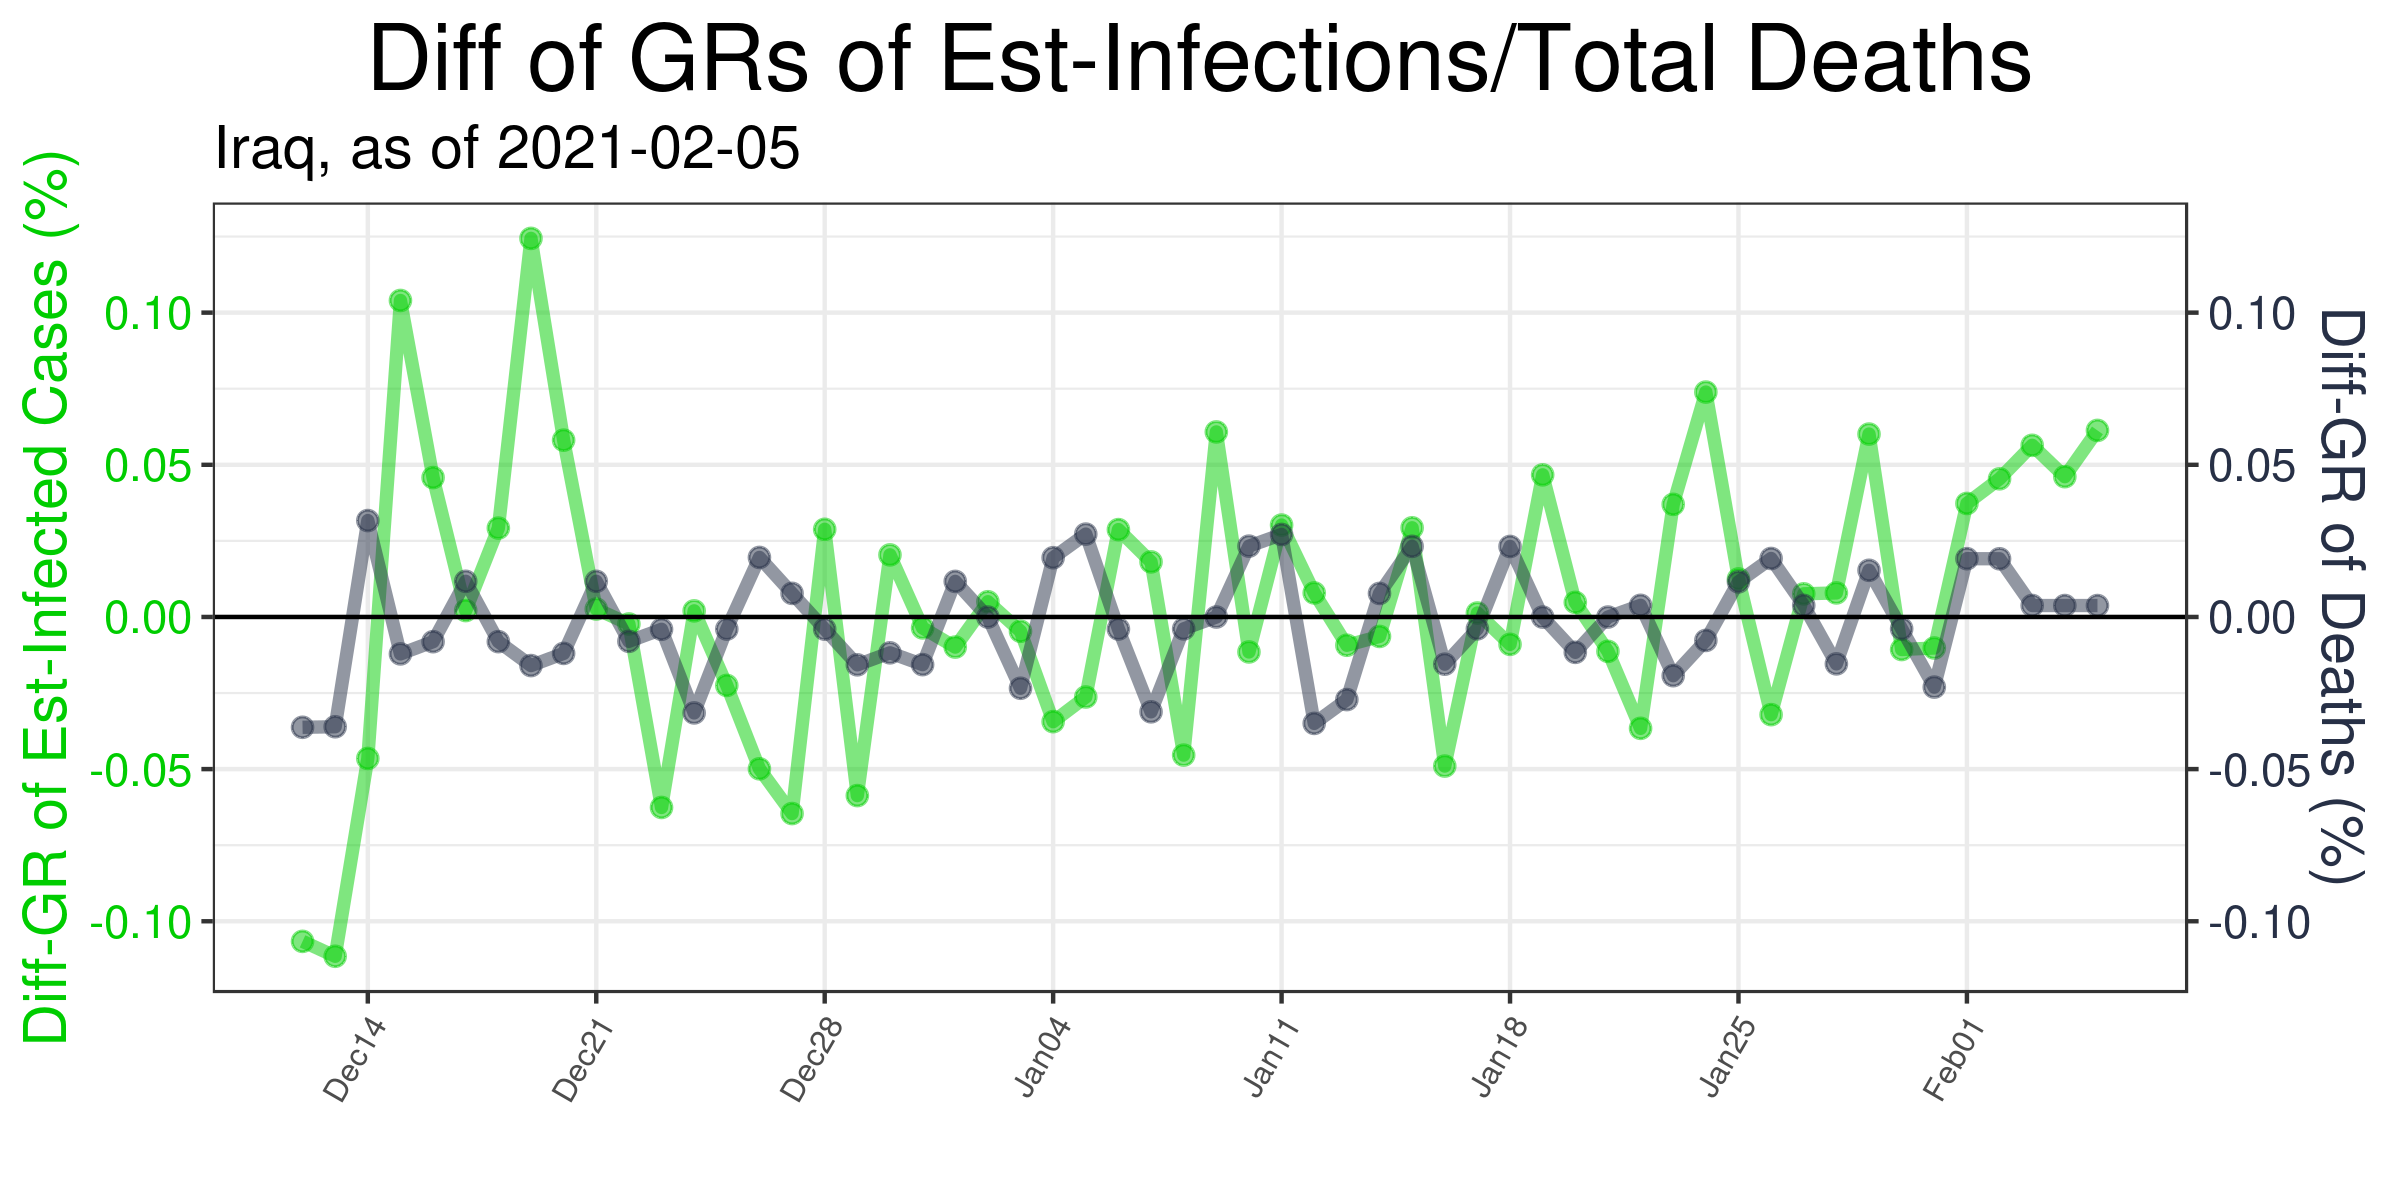 Diff of GRs of Est-Infections/Total Deaths
Iraq, as of 2021-02-05
Diff-GR of Est-Infected Cases (%)
0.10
0.05
0.00
-0.05
-0.10
0.10
0.05
0.00
-0.05
-0.10
Diff-GR of Deaths (%)
Dec14
Dec21
Dec28
Jan04
Jan11
Jan18
Jan25
Feb01